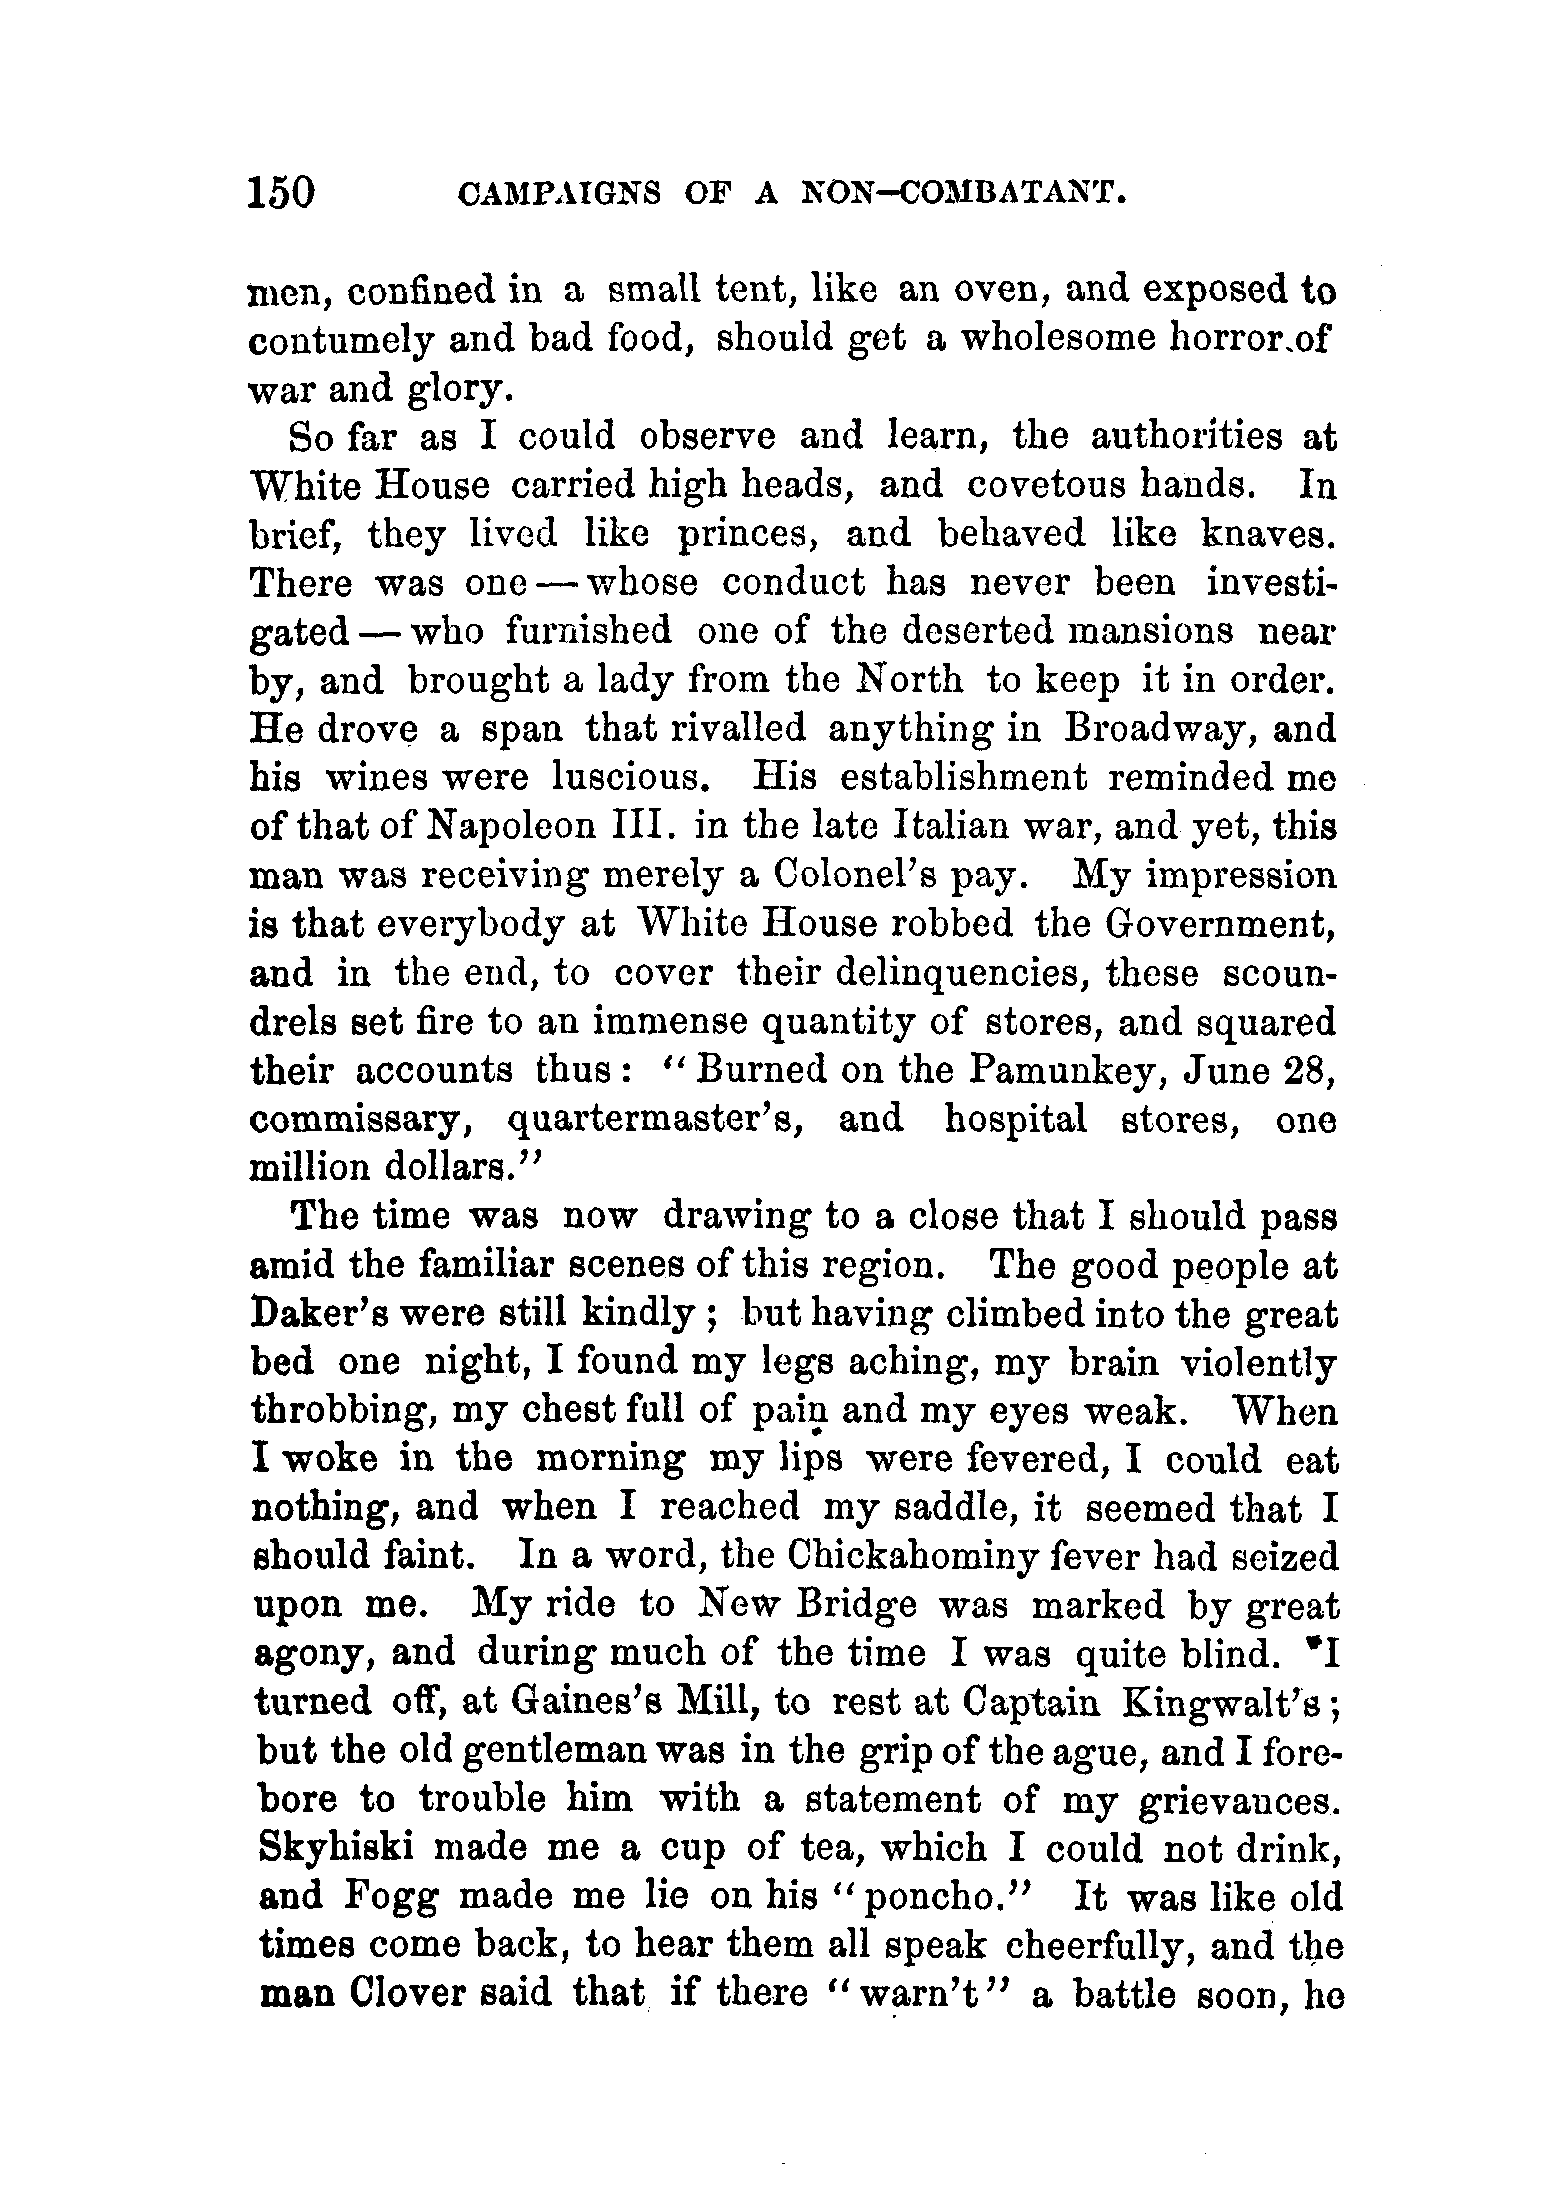 150 CAMPAIGNS OF A NON-COMBATANT.
men, confined in a small tent, like an oven, and exposed to
contumely and bad food, should get a wholesome horror of
war and glory.
So far as I could observe and learn, the authorities at
White House carried high heads, and covetous hands. In
brief, they lived like princes, and behaved like knaves.
There was one — whose conduct has never been investi-
gated — who furnished one of the deserted mansions near
by, and brought a lady from the North to keep it in order.
He drove a span that rivalled anything in Broadway, and
his wines were luscious. His establishment reminded me
of that of Napoleon III. in the late Italian war, and yet, this
man was receiving merely a Colonel's pay. My impression
is that everybody at White House robbed the Government,
and in the end, to cover their delinquencies, these scoun-
drels set fire to an immense quantity of stores, and squared
their accounts thus: "Burned on the Pamunkey, June 28,
commissary, quartermaster's, and hospital stores, one
million dollars."
The time was now drawing to a close that I should pass
amid the familiar scenes of this region. The good people at
Daker's were still kindly; but having climbed into the great
bed one night, I found my legs aching, my brain violently
throbbing, my chest full of pain and my eyes weak. When
I woke in the morning my lips were fevered, I could eat
nothing, and when I reached my saddle, it seemed that I
should faint. In a word, the Chickahominy fever had seized
upon me. My ride to New Bridge was marked by great
agony, and during much of the time I was quite blind. I
turned off, at Gaines's Mill, to rest at Captain Kingwalt's;
but the old gentleman was in the grip of the ague, and I fore-
bore to trouble him with a statement of my grievances.
Skyhiski made me a cup of tea, which I could not drink,
and Fogg made me lie on his "poncho." It was like old
times come back, to hear them all speak cheerfully, and the
man Clover said that if there "warn't" a battle soon, he